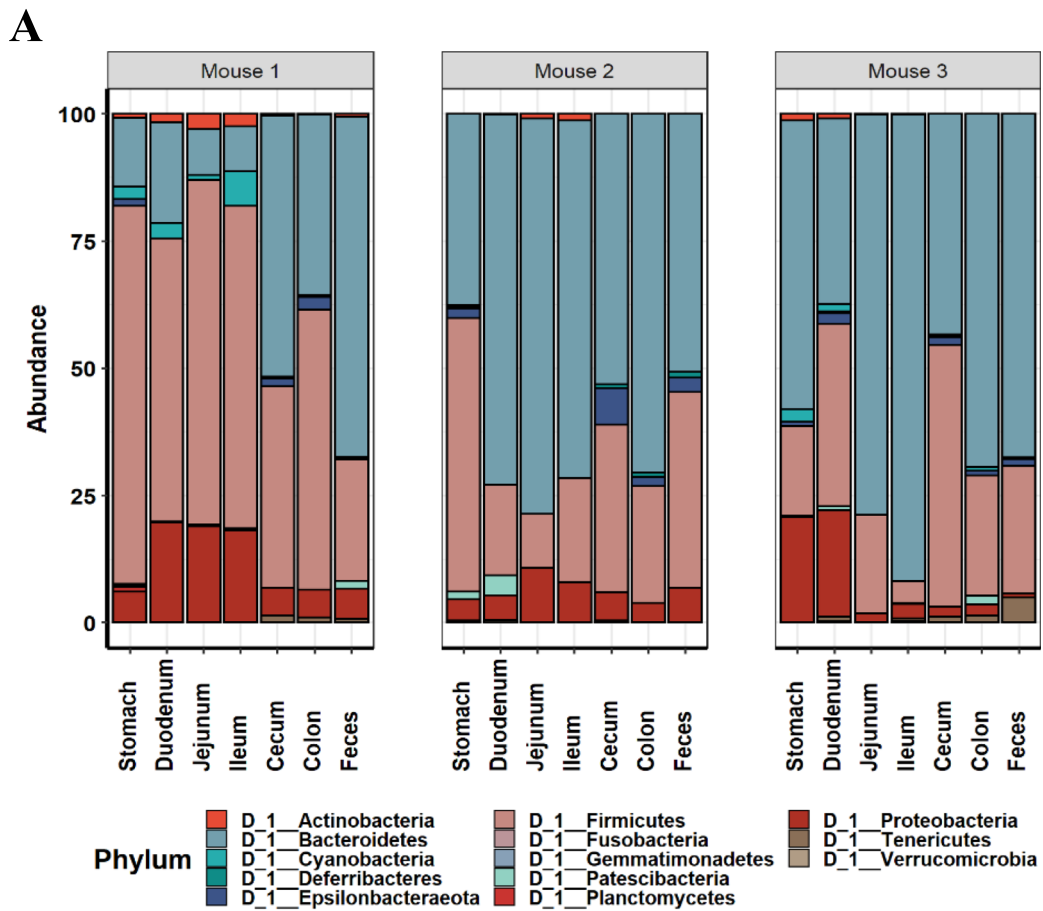 A
Mouse 1
Mouse 2
Mouse 3
100
75
50
25
0
Abundance
Stomach
Duodenum
Jejunum
Ileum
Cecum
Colon
Feces
Stomach
Duodenum
Jejunum
Ileum
Cecum
Colon
Feces
Stomach
Duodenum
Jejunum
Ileum
Cecum
Colon
Feces
Phylum
D_1__Actinobacteria
D_1__Bacteroidetes
D_1__Cyanobacteria
D_1__Deferribacteres
D_1__Epsilonbacteraeota
D_1__Firmicutes
D_1__Fusobacteria
D_1__Gemmatimonadetes
D_1__Patescibacteria
D_1__Planctomycetes
D_1__Proteobacteria
D_1__Tenericutes
D_1__Verrucomicrobia